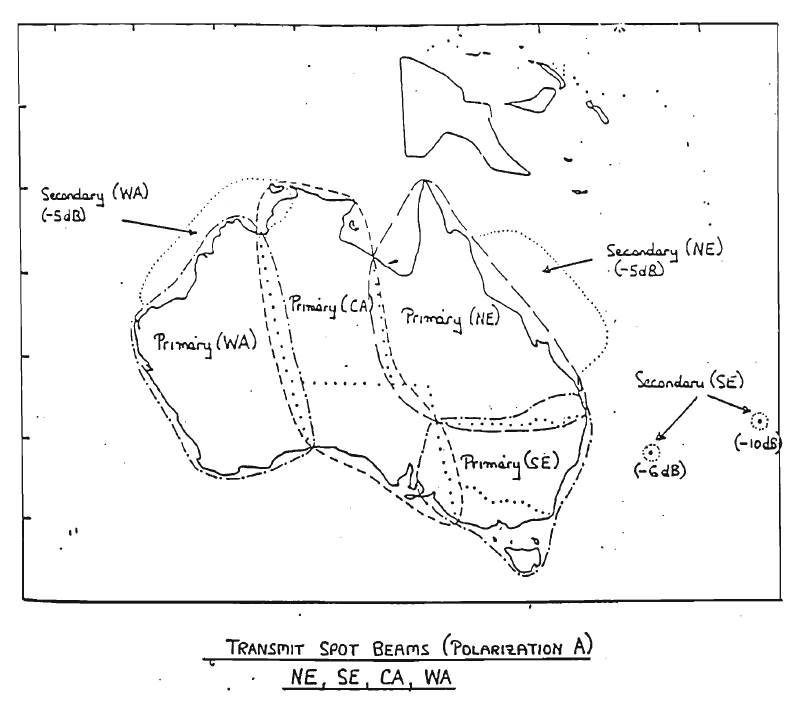 Secondary (WA)
(-5dB)
Secondary (NE)
(-5dB)
Primary (CA)
Primary (WA)
Primary (NE)
Secondary (SE)
(-10dB)
Primary (SE)
(-6dB)
TRANSMIT SPOT BEAMS (POLARIZATION A)
NE, SE, CA, WA